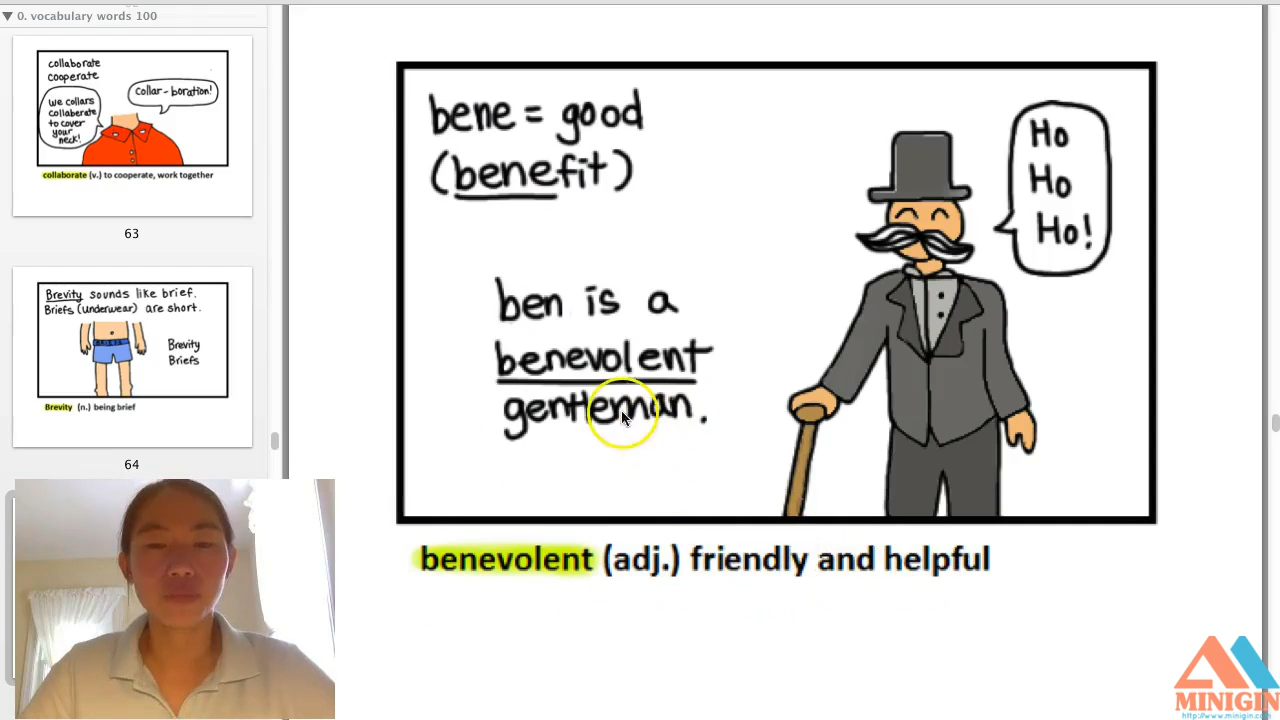 0. vocabulary words 100
collaborate
cooperate
Collar-boration!
We collars
collaberate
to cover
your
neck!
collaborate (v.) to cooperate, work together
63
Brevity sounds like brief.
Briefs (underwear) are short.
Brevity
Briefs
Brevity (n.) being brief
64
bene = good
(benefit)
Ho
Ho
Ho!
ben is a
benevolent
gentleman.
benevolent (adj.) friendly and helpful
MINIGIN